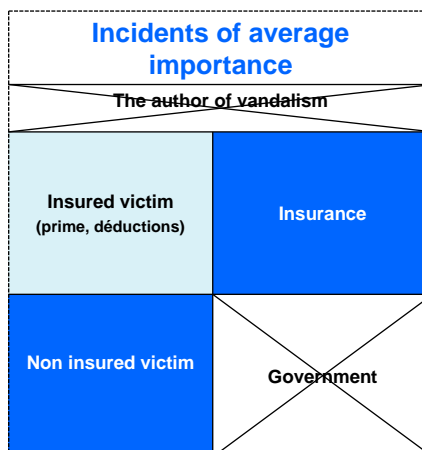 Incidents of average
importance
The author of vandalism
Insured victim
(prime, déductions)
Insurance
Non insured victim
Government